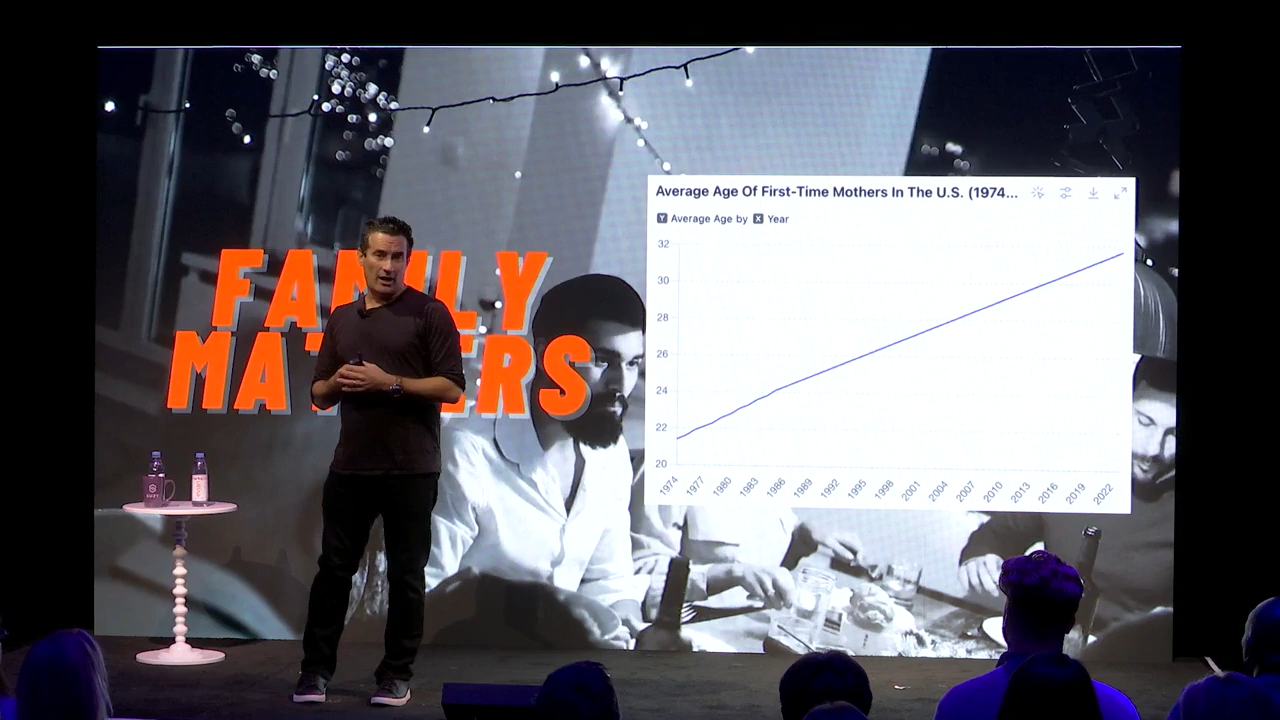 FAMILY
MATTERS
Average Age Of First-Time Mothers In The U.S. (1974...
Y Average Age by X Year
32
30
28
26
24
22
20
1974 1977 1980 1983 1986 1989 1992 1995 1998 2001 2004 2007 2010 2013 2016 2019 2022
SUZY